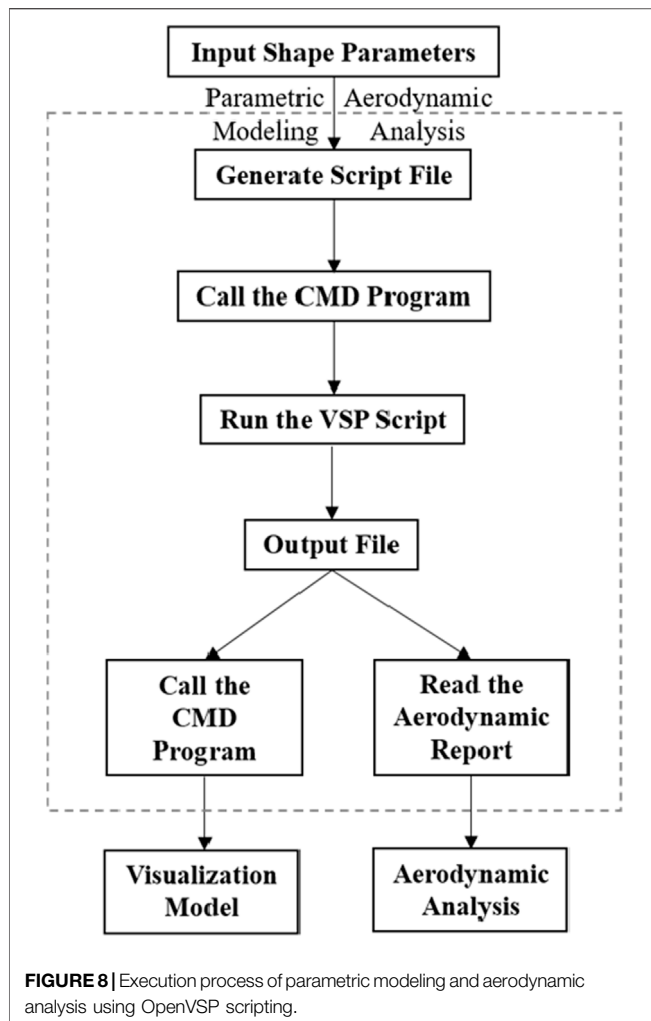 Input Shape Parameters
Parametric Aerodynamic
Modeling Analysis
Generate Script File
Call the CMD Program
Run the VSP Script
Output File
Call the
CMD
Program
Read the
Aerodynamic
Report
Visualization
Model
Aerodynamic
Analysis
FIGURE 8 | Execution process of parametric modeling and aerodynamic
analysis using OpenVSP scripting.